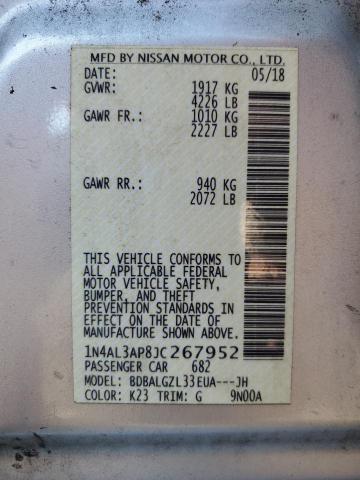 MFD BY NISSAN MOTOR CO., LTD.
DATE: 05/18
GVWR: 1917 KG
4226 LB
GAWR FR.: 1010 KG
2227 LB
GAWR RR.: 940 KG
2072 LB
THIS VEHICLE CONFORMS TO
ALL APPLICABLE FEDERAL
MOTOR VEHICLE SAFETY,
BUMPER, AND THEFT
PREVENTION STANDARDS IN
EFFECT ON THE DATE OF
MANUFACTURE SHOWN ABOVE.
1N4AL3AP8JC267952
PASSENGER CAR 682
MODEL: BDBALGZL33EUA---JH
COLOR: K23 TRIM: G 9N00A